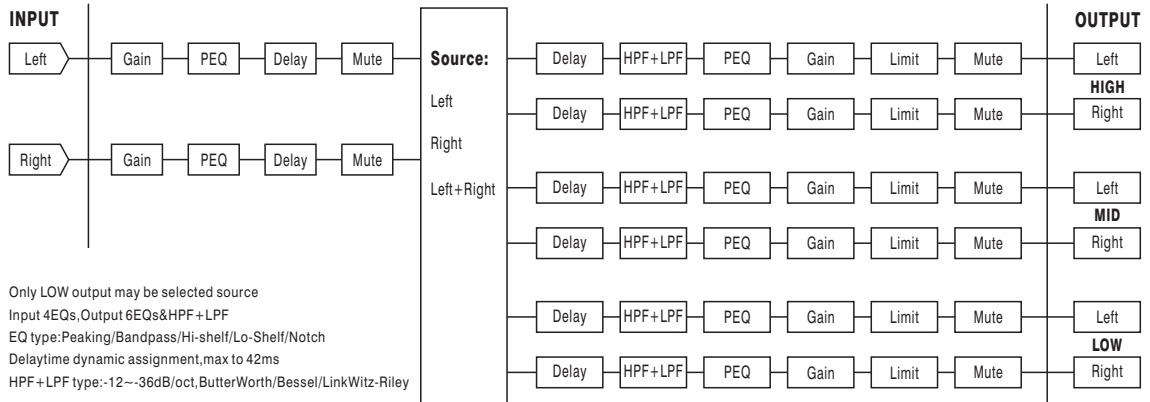 INPUT
OUTPUT
Left Gain PEQ Delay Mute Source: Delay HPF+LPF PEQ Gain Limit Mute Left
HIGH
Left Delay HPF+LPF PEQ Gain Limit Mute Right
Right
Right Gain PEQ Delay Mute
Left+Right Delay HPF+LPF PEQ Gain Limit Mute Left
MID
Delay HPF+LPF PEQ Gain Limit Mute Right
Only LOW output may be selected source
Input 4EQs,Output 6EQs&HPF+LPF
EQ type:Peaking/Bandpass/Hi-shelf/Lo-Shelf/Notch
Delaytime dynamic assignment,max to 42ms
HPF+LPF type:-12~-36dB/oct,ButterWorth/Bessel/LinkWitz-Riley
Delay HPF+LPF PEQ Gain Limit Mute Left
LOW
Delay HPF+LPF PEQ Gain Limit Mute Right